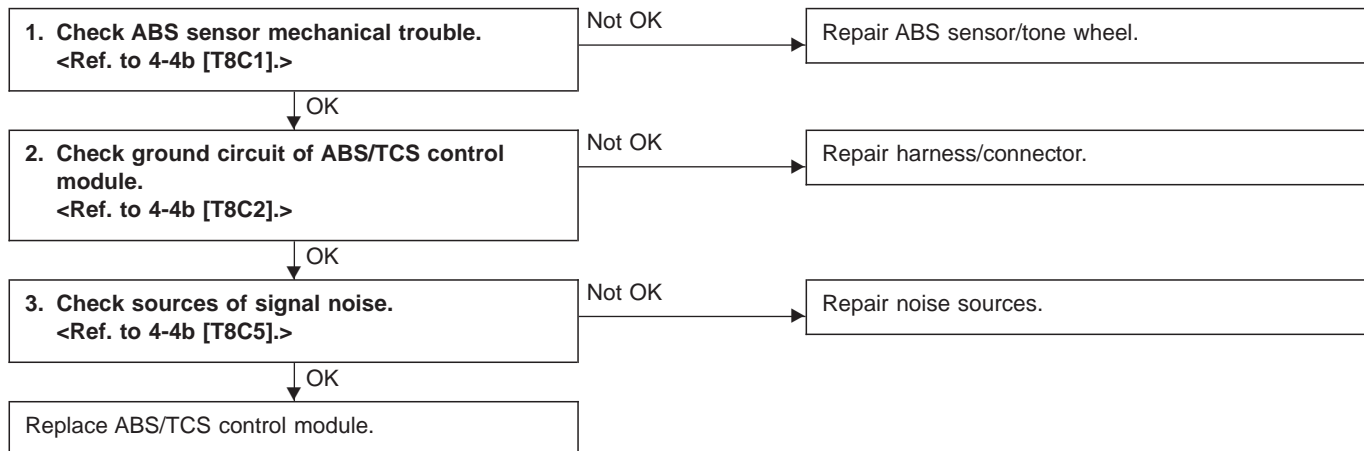 1. Check ABS sensor mechanical trouble.
<Ref. to 4-4b [T8C1].>
Not OK
Repair ABS sensor/tone wheel.
OK
2. Check ground circuit of ABS/TCS control
module.
<Ref. to 4-4b [T8C2].>
Not OK
Repair harness/connector.
OK
3. Check sources of signal noise.
<Ref. to 4-4b [T8C5].>
Not OK
Repair noise sources.
OK
Replace ABS/TCS control module.